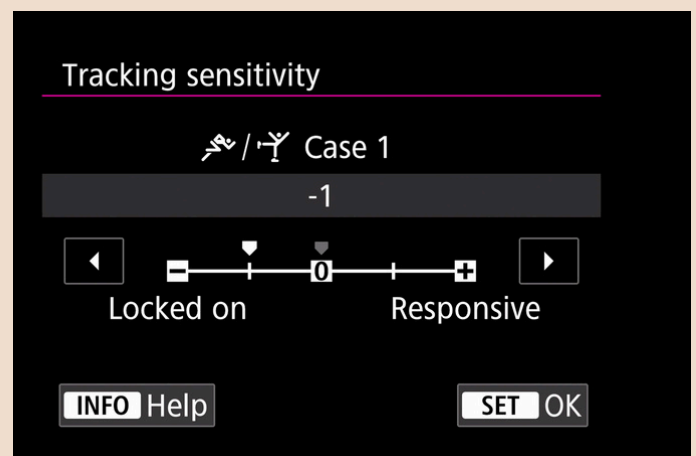 Tracking sensitivity
/ Case 1
-1
- 0 +
Locked on Responsive
INFO Help SET OK